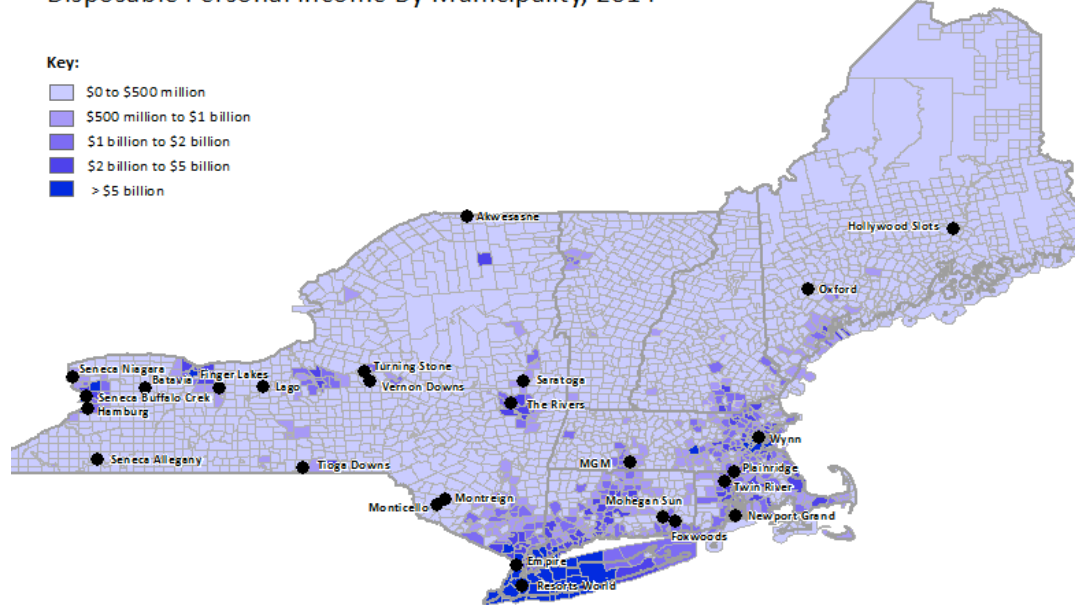 Disposable Personal Income By Municipality, 2014
Key:
$0 to $500 million
$500 million to $1 billion
$1 billion to $2 billion
$2 billion to $5 billion
> $5 billion
Akwesasne
Hollywood Slots
Oxford
Turning Stone
Seneca Niagara
Finger Lakes
Batavia
Lago
Vernon Downs
Saratoga
Seneca Buffalo Crek
The Rivers
Hamburg
Wynn
Seneca Allegany
MGM
Plainridge
Tioga Downs
Twin River
Montreign
Mohegan Sun
Monticello
Newport Grand
Foxwoods
Empire
Resorts World